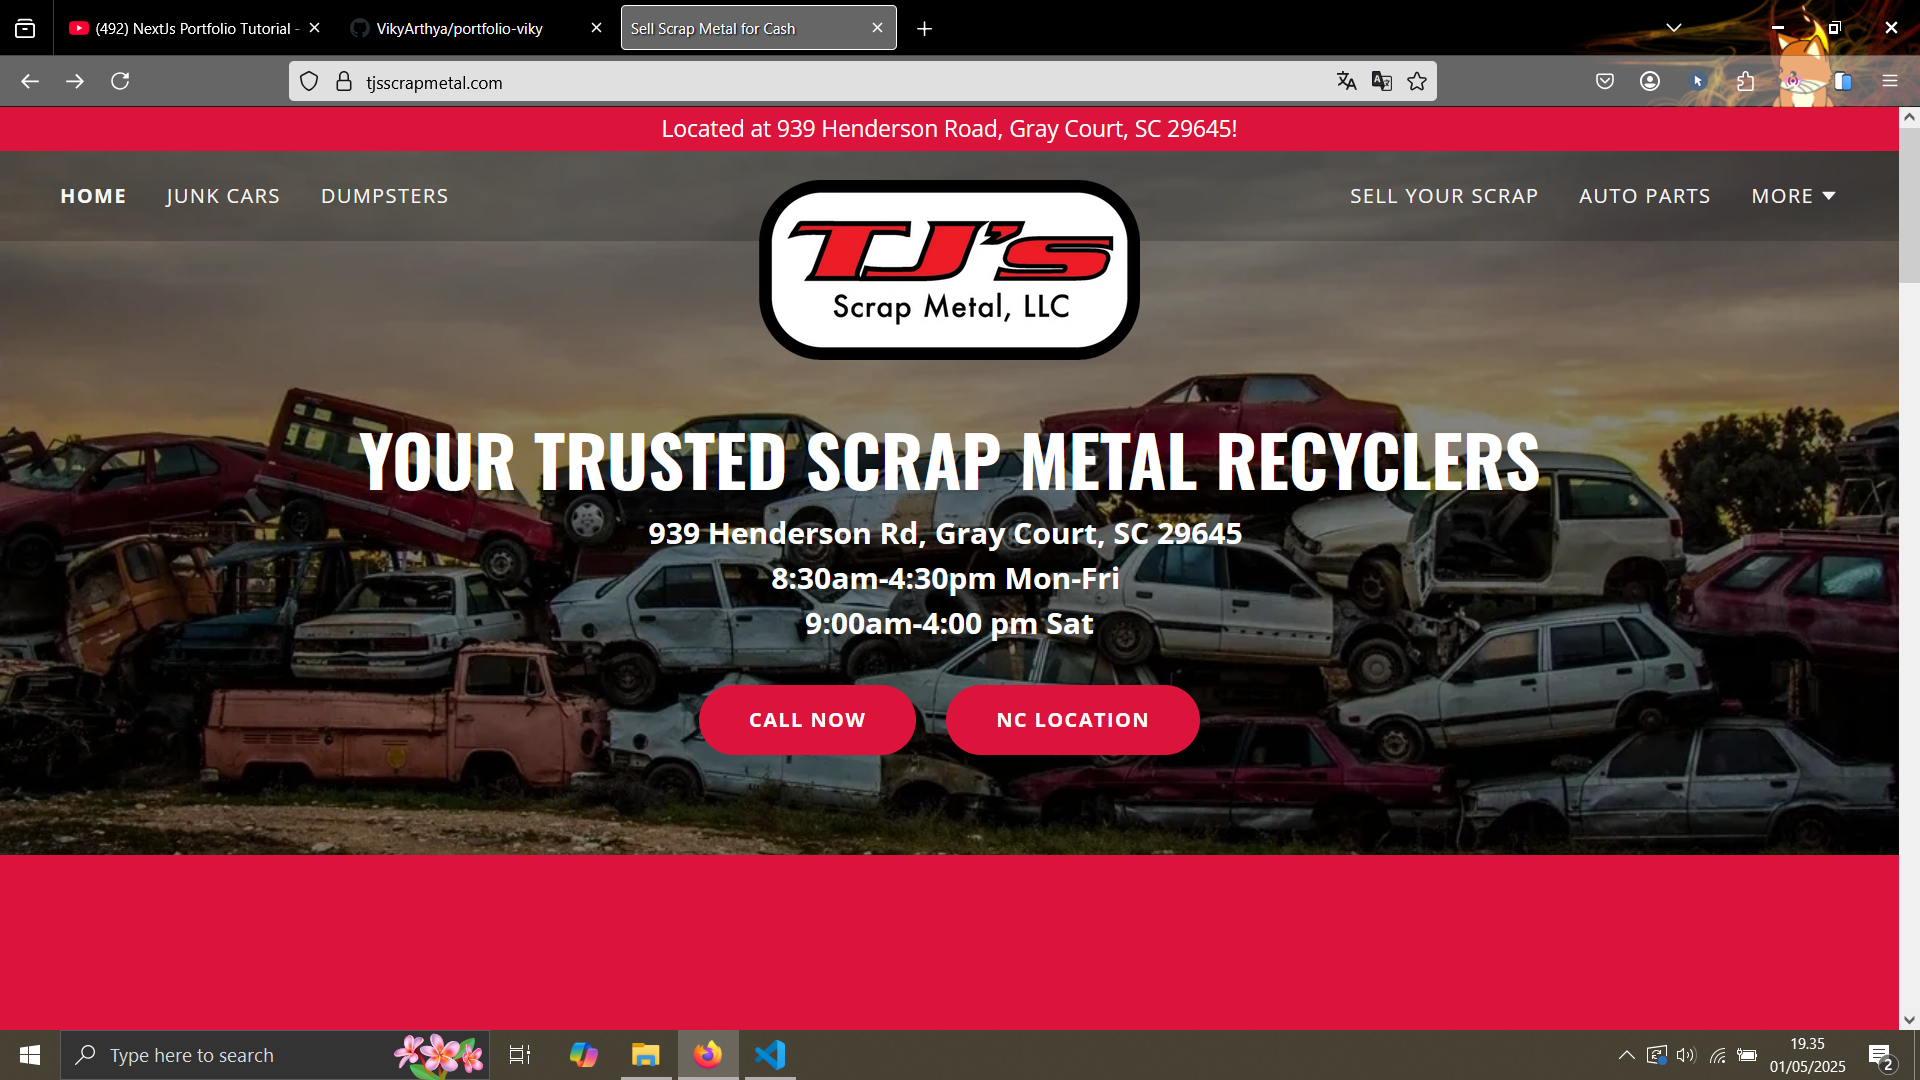 (492) NextJs Portfolio Tutorial -
VikyArthya/portfolio-viky
Sell Scrap Metal for Cash
tjsscrapmetal.com
Located at 939 Henderson Road, Gray Court, SC 29645!
HOME
JUNK CARS
DUMPSTERS
TJ's
Scrap Metal, LLC
SELL YOUR SCRAP
AUTO PARTS
MORE
YOUR TRUSTED SCRAP METAL RECYCLERS
939 Henderson Rd, Gray Court, SC 29645
8:30am-4:30pm Mon-Fri
9:00am-4:00 pm Sat
CALL NOW
NC LOCATION
Type here to search
19.35
01/05/2025
2